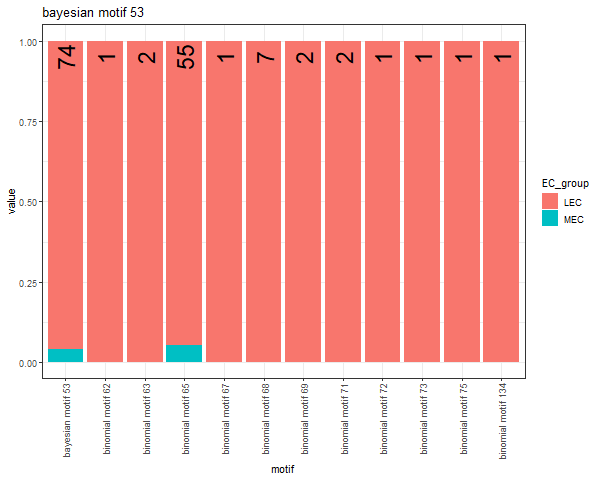 bayesian motif 53
1.00
0.75
0.50
0.25
0.00
value
74
1
2
55
1
7
2
2
1
1
1
1
bayesian motif 53
binomial motif 62
binomial motif 63
binomial motif 65
binomial motif 67
binomial motif 68
binomial motif 69
binomial motif 71
binomial motif 72
binomial motif 73
binomial motif 75
binomial motif 134
motif
EC_group
LEC
MEC